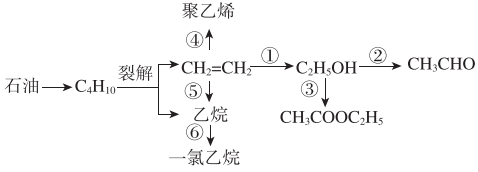 聚乙烯
④
石油 C₄H₁₀ 裂解 CH₂=CH₂ ① C₂H₅OH ② CH₃CHO
⑤ ③
乙烷 CH₃COOC₂H₅
⑥
一氯乙烷